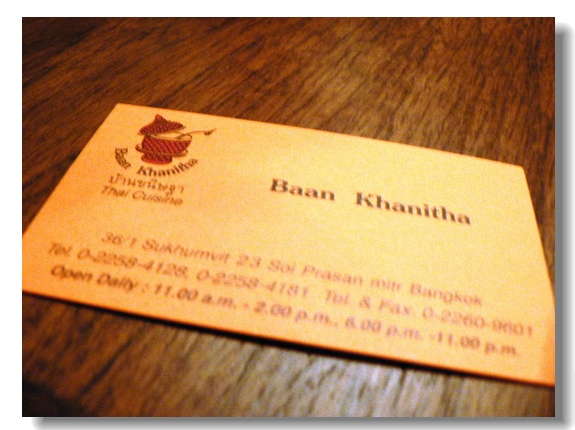 Baan Khanitha
บ้านขนิษฐา
Thai Cuisine
Baan Khanitha
36/1 Sukhumvit 23 Soi Prasan mitr Bangkok
Tel. 0-2258-4128, 0-2258-4181 Tel. & Fax. 0-2260-9601
Open Daily : 11.00 a.m. - 2.00 p.m., 6.00 p.m. -11.00 p.m.